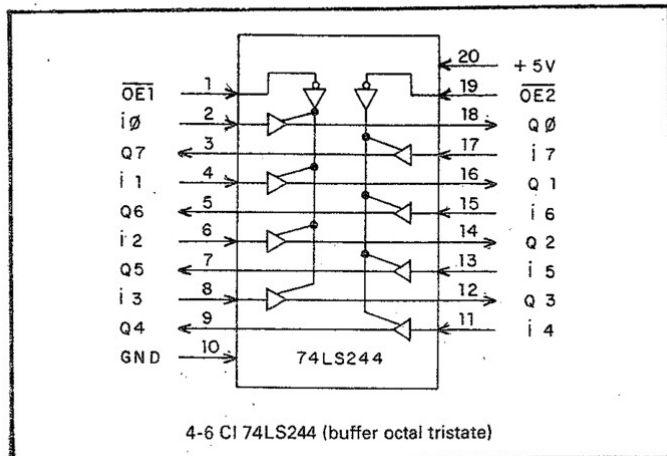 20 +5V
OE1 1 19 OE2
i0 2 18 Q0
Q7 3 17 i7
i1 4 16 Q1
Q6 5 15 i6
i2 6 14 Q2
Q5 7 13 i5
i3 8 12 Q3
Q4 9 11 i4
GND 10 74LS244
4-6 CI 74LS244 (buffer octal tristate)